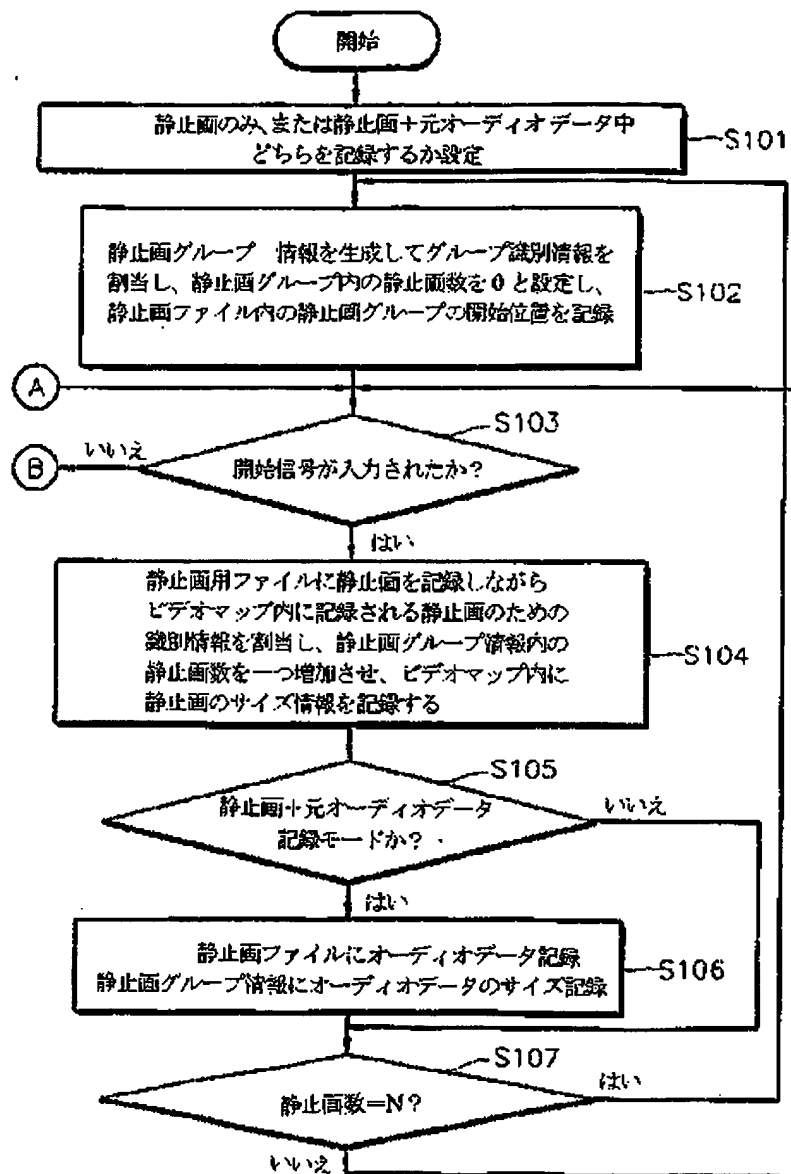 開始
静止画のみ、または静止画+元オーディオデータ中
どちらを記録するか設定
S101
静止画グループ 情報を生成してグループ識別情報を
割当し、静止画グループ内の静止画数を0と設定し、
静止画ファイル内の静止画グループの開始位置を記録
S102
A
S103
B
いいえ
開始信号が入力されたか?
はい
静止画用ファイルに静止画を記録しながら
ビデオマップ内に記録される静止画のための
識別情報を割当し、静止画グループ情報内の
静止画数を一つ増加させ、ビデオマップ内に
静止画のサイズ情報を記録する
S104
S105
静止画+元オーディオデータ
記録モードか?
いいえ
はい
静止画ファイルにオーディオデータ記録
静止画グループ情報にオーディオデータのサイズ記録
S106
S107
静止画数=N?
はい
いいえ